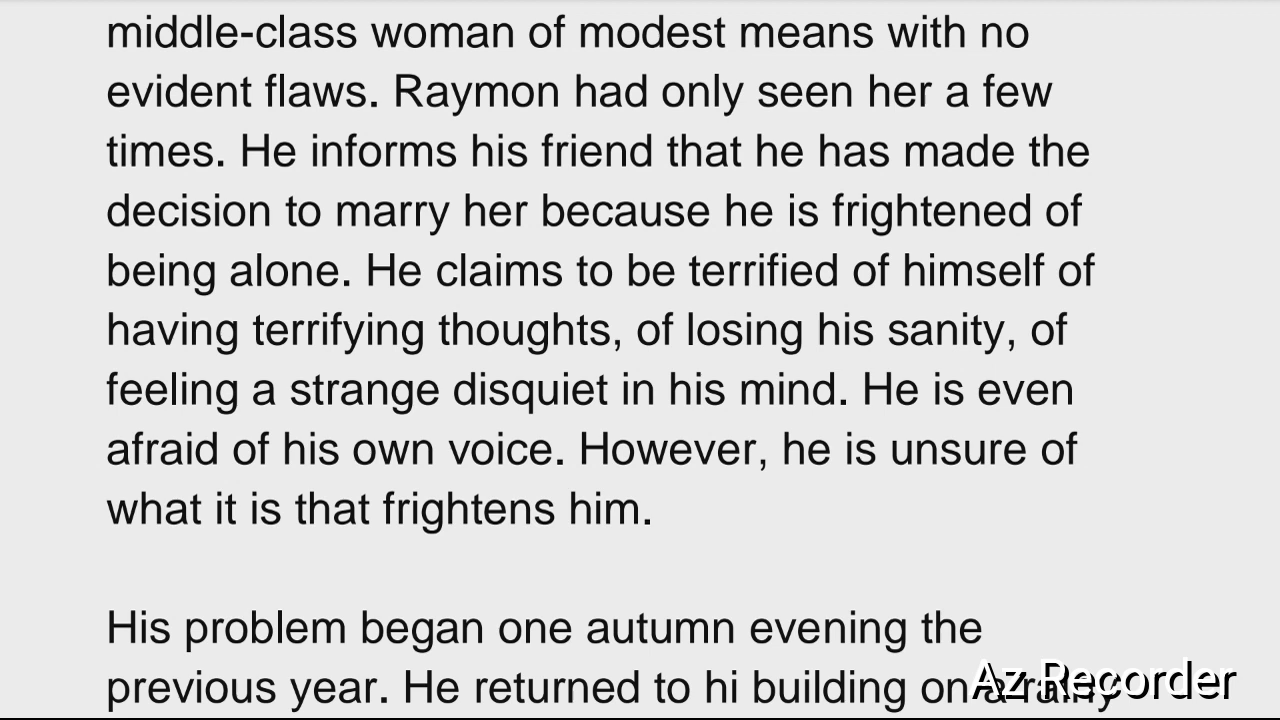 middle-class woman of modest means with no
evident flaws. Raymon had only seen her a few
times. He informs his friend that he has made the
decision to marry her because he is frightened of
being alone. He claims to be terrified of himself of
having terrifying thoughts, of losing his sanity, of
feeling a strange disquiet in his mind. He is even
afraid of his own voice. However, he is unsure of
what it is that frightens him.
His problem began one autumn evening the
previous year. He returned to hi building on a rainy
Az Recorder